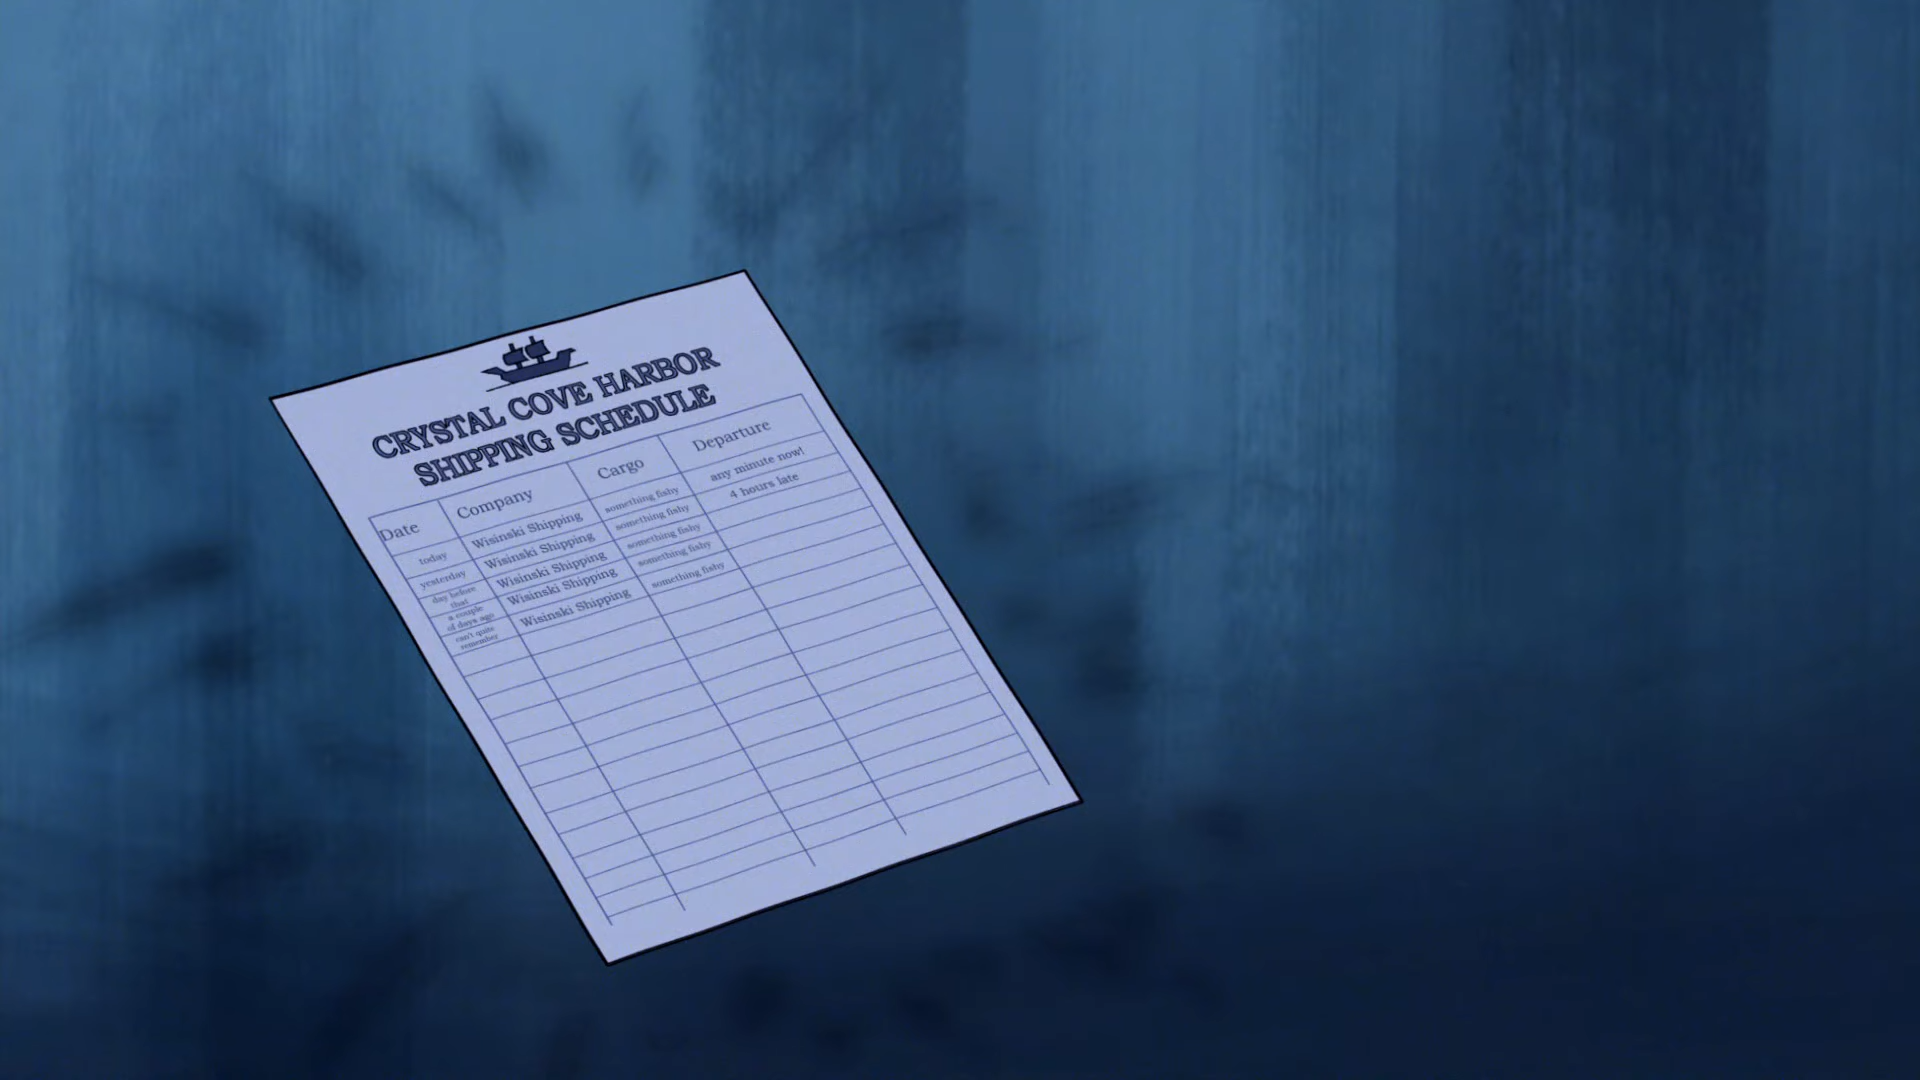 CRYSTAL COVE HARBOR
SHIPPING SCHEDULE
Date Company Cargo Departure
today Wisinski Shipping something fishy any minute now!
yesterday Wisinski Shipping something fishy 4 hours late
day before
that Wisinski Shipping something fishy
a couple
of days ago Wisinski Shipping something fishy
can't quite
remember Wisinski Shipping something fishy